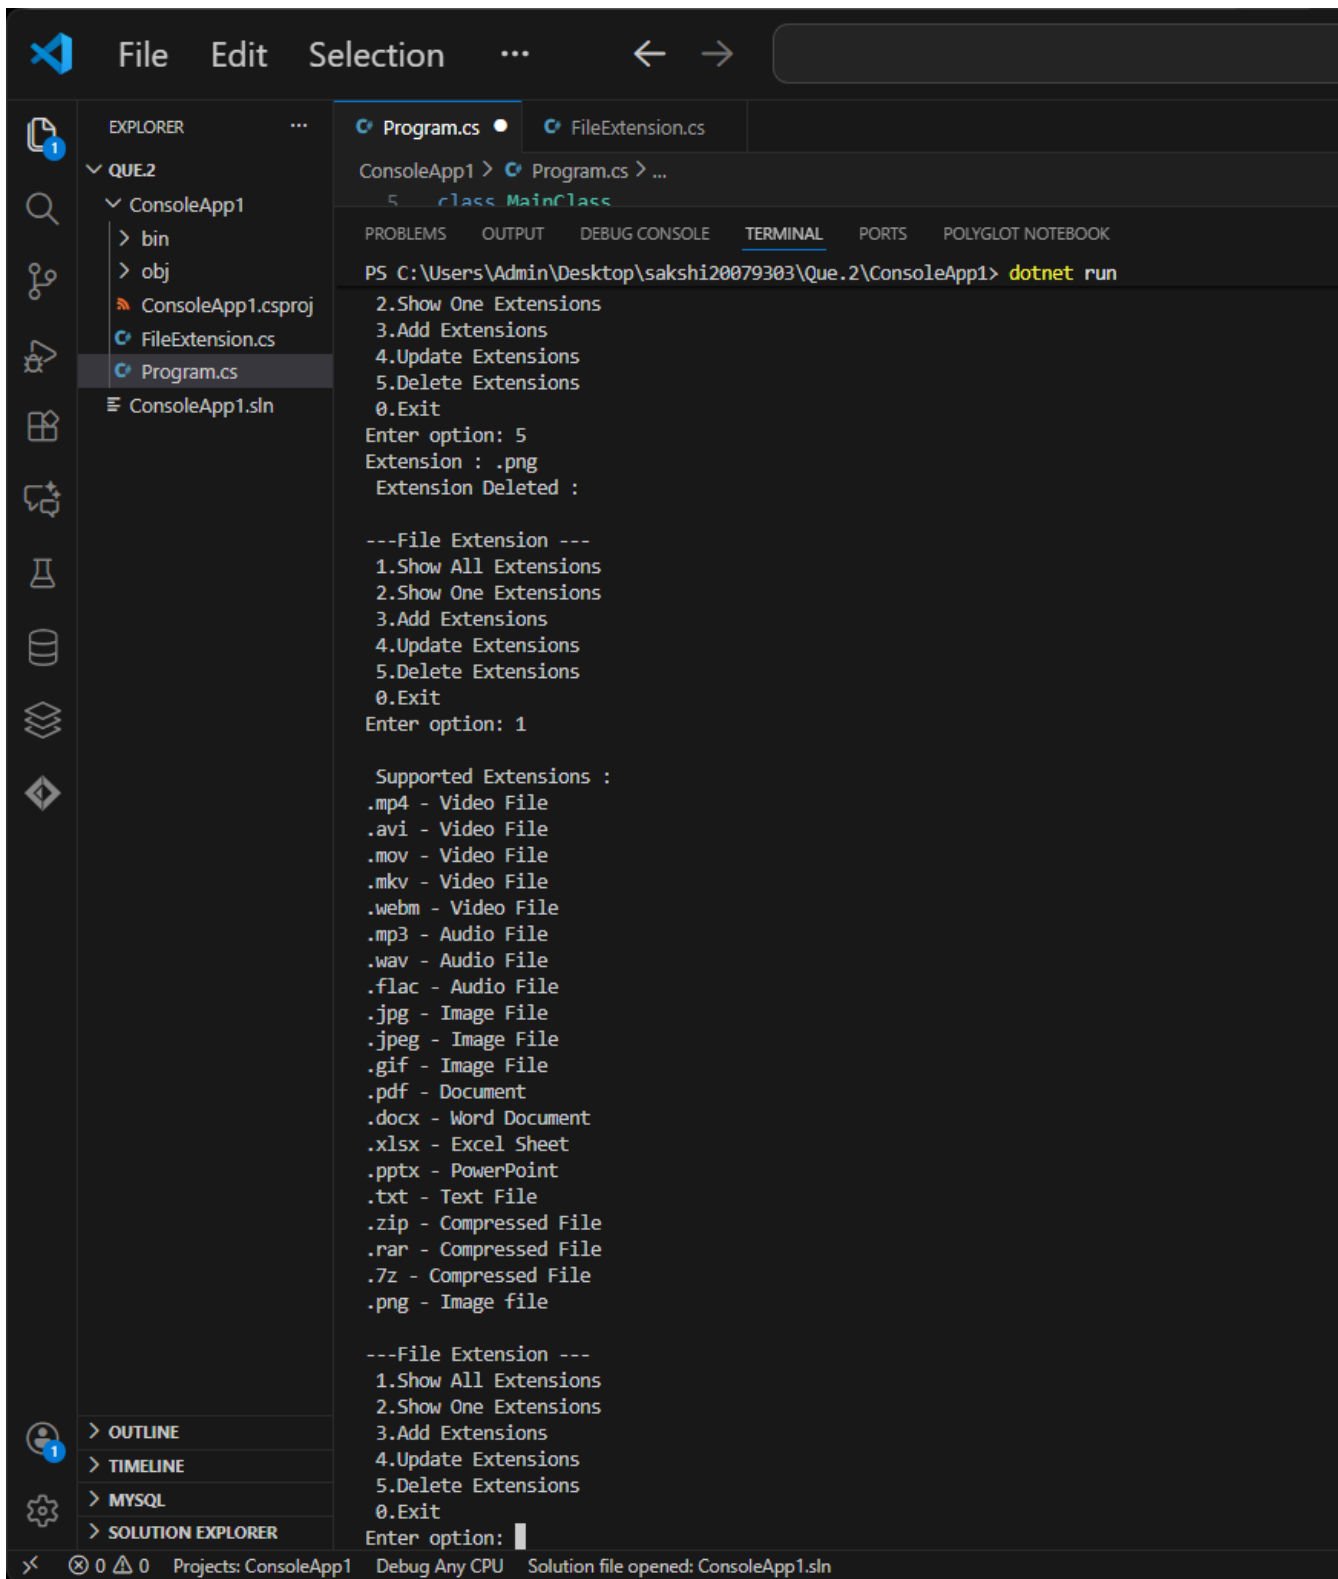 File Edit Selection ...
EXPLORER ...
Program.cs
FileExtension.cs
1
QUE.2
ConsoleApp1
bin
obj
ConsoleApp1.csproj
FileExtension.cs
Program.cs
ConsoleApp1.sln
ConsoleApp1 > Program.cs > ...
5 class MainClass
PROBLEMS OUTPUT DEBUG CONSOLE TERMINAL PORTS POLYGLOT NOTEBOOK
PS C:\Users\Admin\Desktop\sakshi20079303\Que.2\ConsoleApp1> dotnet run
2.Show One Extensions
3.Add Extensions
4.Update Extensions
5.Delete Extensions
0.Exit
Enter option: 5
Extension : .png
Extension Deleted :
---File Extension ---
1.Show All Extensions
2.Show One Extensions
3.Add Extensions
4.Update Extensions
5.Delete Extensions
0.Exit
Enter option: 1
Supported Extensions :
.mp4 - Video File
.avi - Video File
.mov - Video File
.mkv - Video File
.webm - Video File
.mp3 - Audio File
.wav - Audio File
.flac - Audio File
.jpg - Image File
.jpeg - Image File
.gif - Image File
.pdf - Document
.docx - Word Document
.xlsx - Excel Sheet
.pptx - PowerPoint
.txt - Text File
.zip - Compressed File
.rar - Compressed File
.7z - Compressed File
.png - Image file
---File Extension ---
1.Show All Extensions
2.Show One Extensions
3.Add Extensions
4.Update Extensions
5.Delete Extensions
0.Exit
Enter option:
1
OUTLINE
TIMELINE
MYSQL
SOLUTION EXPLORER
0 0 Projects: ConsoleApp1 Debug Any CPU Solution file opened: ConsoleApp1.sln